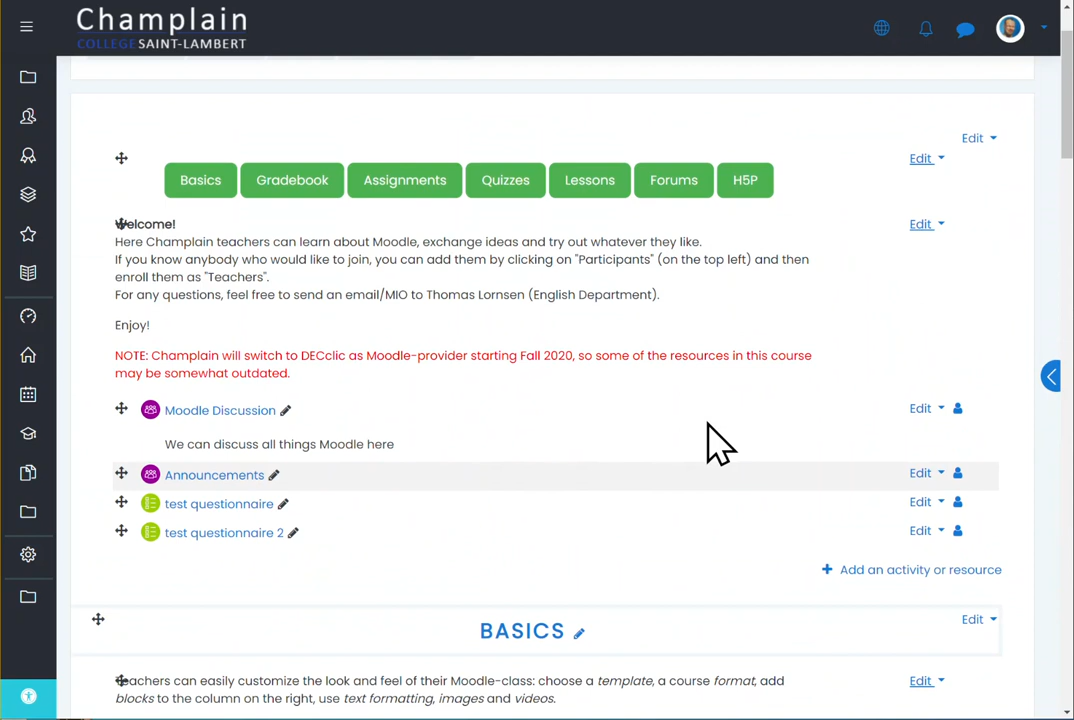 Champlain
COLLEGE SAINT-LAMBERT
Edit
Edit
Basics
Gradebook
Assignments
Quizzes
Lessons
Forums
H5P
Welcome!
Edit
Here Champlain teachers can learn about Moodle, exchange ideas and try out whatever they like.
If you know anybody who would like to join, you can add them by clicking on "Participants" (on the top left) and then
enroll them as "Teachers".
For any questions, feel free to send an email/MIO to Thomas Lornsen (English Department).
Enjoy!
NOTE: Champlain will switch to DECclic as Moodle-provider starting Fall 2020, so some of the resources in this course
may be somewhat outdated.
Moodle Discussion
Edit
We can discuss all things Moodle here
Announcements
Edit
test questionnaire
Edit
test questionnaire 2
Edit
+ Add an activity or resource
BASICS
Edit
Teachers can easily customize the look and feel of their Moodle-class: choose a template, a course format, add
Edit
blocks to the column on the right, use text formatting, images and videos.